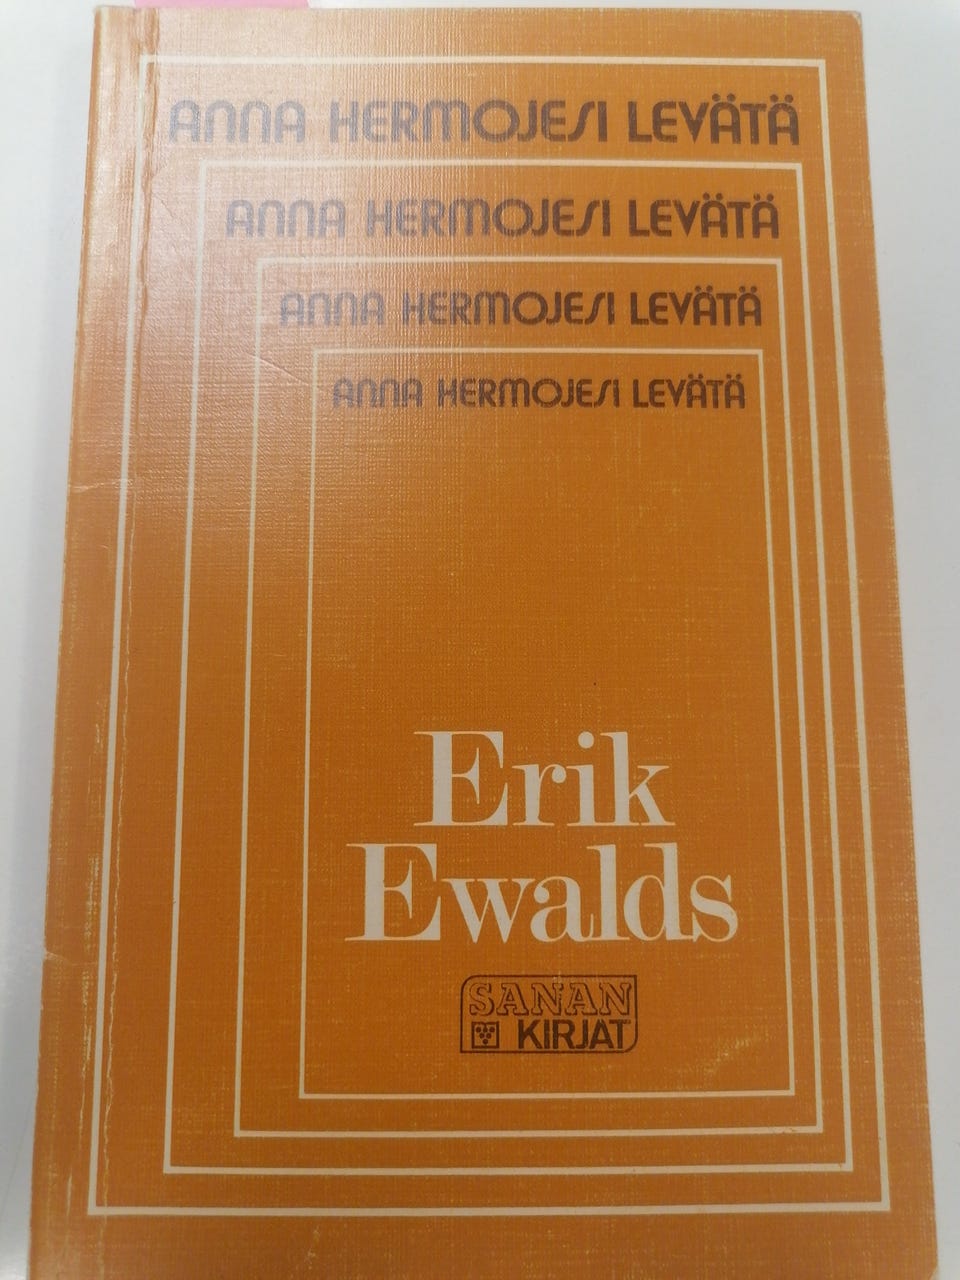 ANNA HERMOJESI LEVÄTÄ
ANNA HERMOJESI LEVÄTÄ
ANNA HERMOJESI LEVÄTÄ
ANNA HERMOJESI LEVÄTÄ
Erik
Ewalds
SANAN
KIRJAT